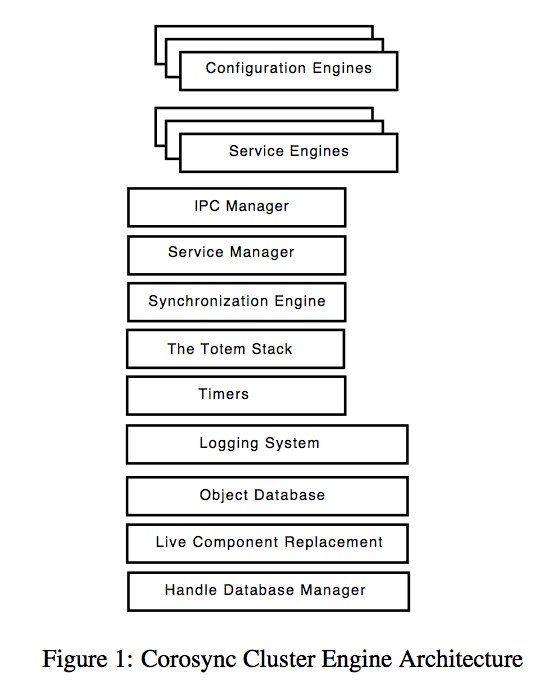 Configuration Engines
Service Engines
IPC Manager
Service Manager
Synchronization Engine
The Totem Stack
Timers
Logging System
Object Database
Live Component Replacement
Handle Database Manager
Figure 1: Corosync Cluster Engine Architecture